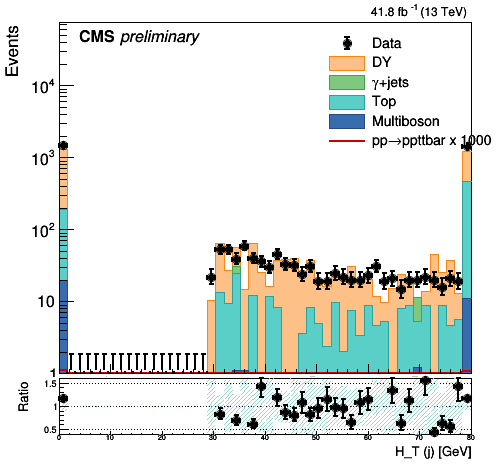 41.8 fb⁻¹ (13 TeV)
CMS preliminary
Events
Data
DY
γ+jets
Top
Multiboson
pp→ppttbar x 1000
10⁴
10³
10²
10
1
Ratio
1.5
1
0.5
0 10 20 30 40 50 60 70 80
H_T (j) [GeV]